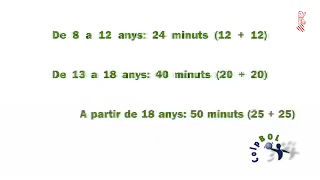 De 8 a 12 anys: 24 minuts (12 + 12)
De 13 a 18 anys: 40 minuts (20 + 20)
A partir de 18 anys: 50 minuts (25 + 25)
ColpBOL